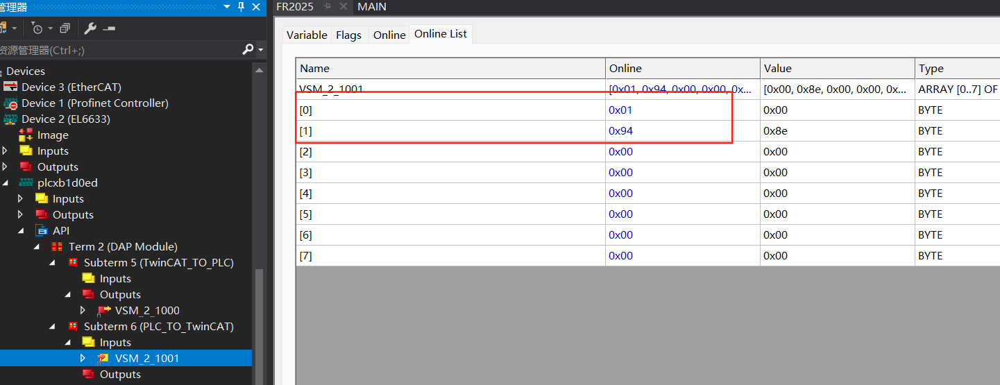 管理器
FR2025 MAIN
资源管理器(Ctrl+;)
Devices
Device 3 (EtherCAT)
Device 1 (Profinet Controller)
Device 2 (EL6633)
Image
Inputs
Outputs
plcxb1d0ed
Inputs
Outputs
API
Term 2 (DAP Module)
Subterm 5 (TwinCAT_TO_PLC)
Inputs
Outputs
VSM_2_1000
Subterm 6 (PLC_TO_TwinCAT)
Inputs
VSM_2_1001
Outputs
Variable Flags Online Online List
Name Online Value Type
VSM_2_1001 [0x01, 0x94, 0x00, 0x00, 0x... [0x00, 0x8e, 0x00, 0x00, 0x... ARRAY [0..7] OF
[0] 0x01 0x00 BYTE
[1] 0x94 0x8e BYTE
[2] 0x00 0x00 BYTE
[3] 0x00 0x00 BYTE
[4] 0x00 0x00 BYTE
[5] 0x00 0x00 BYTE
[6] 0x00 0x00 BYTE
[7] 0x00 0x00 BYTE